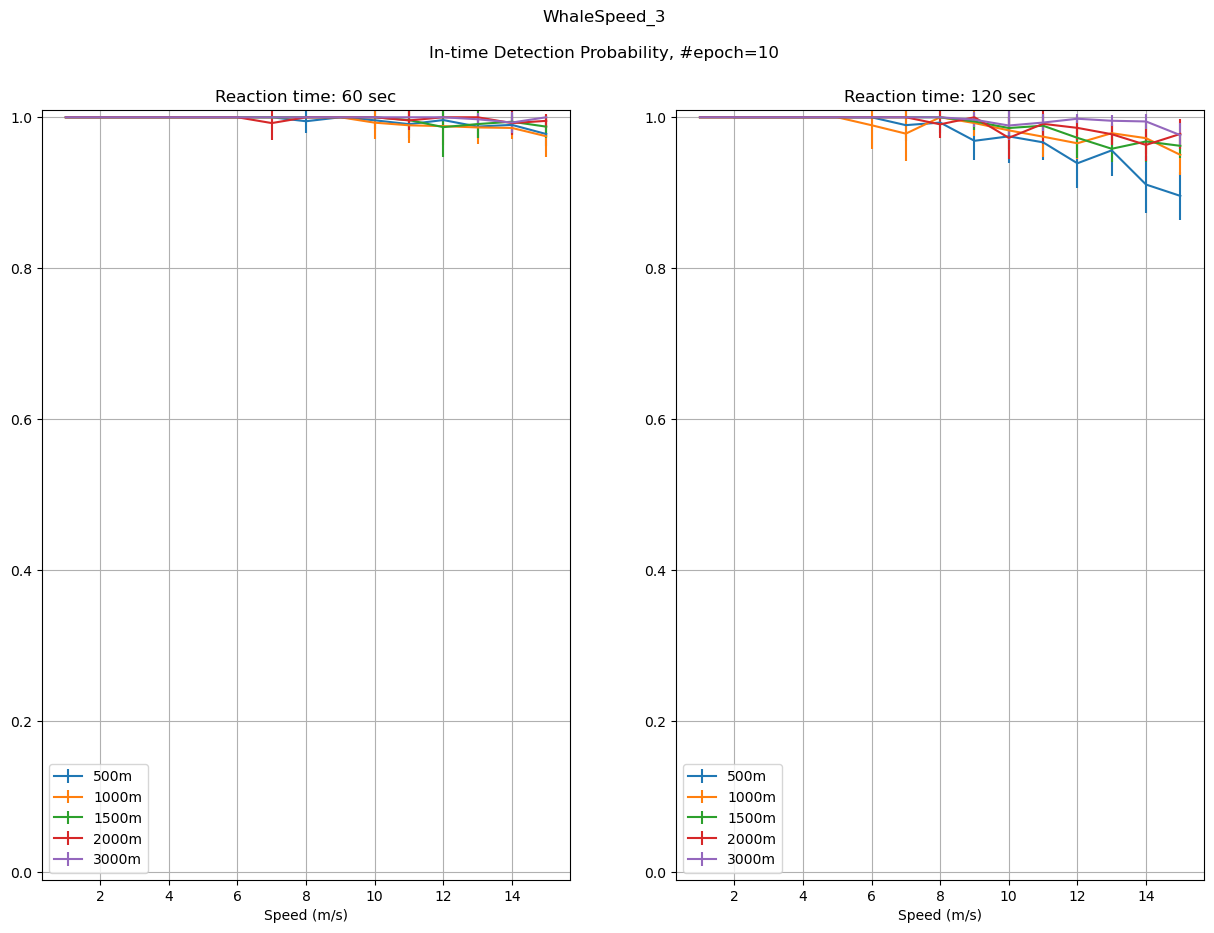 WhaleSpeed_3
In-time Detection Probability, #epoch=10
Reaction time: 60 sec
1.0
0.8
0.6
0.4
0.2
0.0
500m
1000m
1500m
2000m
3000m
2 4 6 8 10 12 14
Speed (m/s)
Reaction time: 120 sec
1.0
0.8
0.6
0.4
0.2
0.0
500m
1000m
1500m
2000m
3000m
2 4 6 8 10 12 14
Speed (m/s)